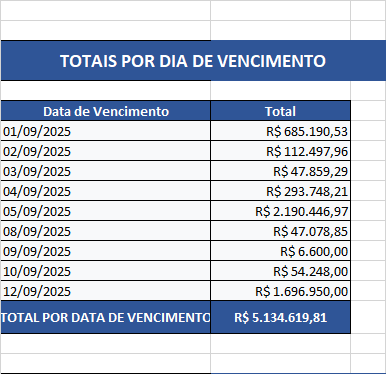 TOTAIS POR DIA DE VENCIMENTO
Data de Vencimento Total
01/09/2025 R$ 685.190,53
02/09/2025 R$ 112.497,96
03/09/2025 R$ 47.859,29
04/09/2025 R$ 293.748,21
05/09/2025 R$ 2.190.446,97
08/09/2025 R$ 47.078,85
09/09/2025 R$ 6.600,00
10/09/2025 R$ 54.248,00
12/09/2025 R$ 1.696.950,00
TOTAL POR DATA DE VENCIMENTO R$ 5.134.619,81